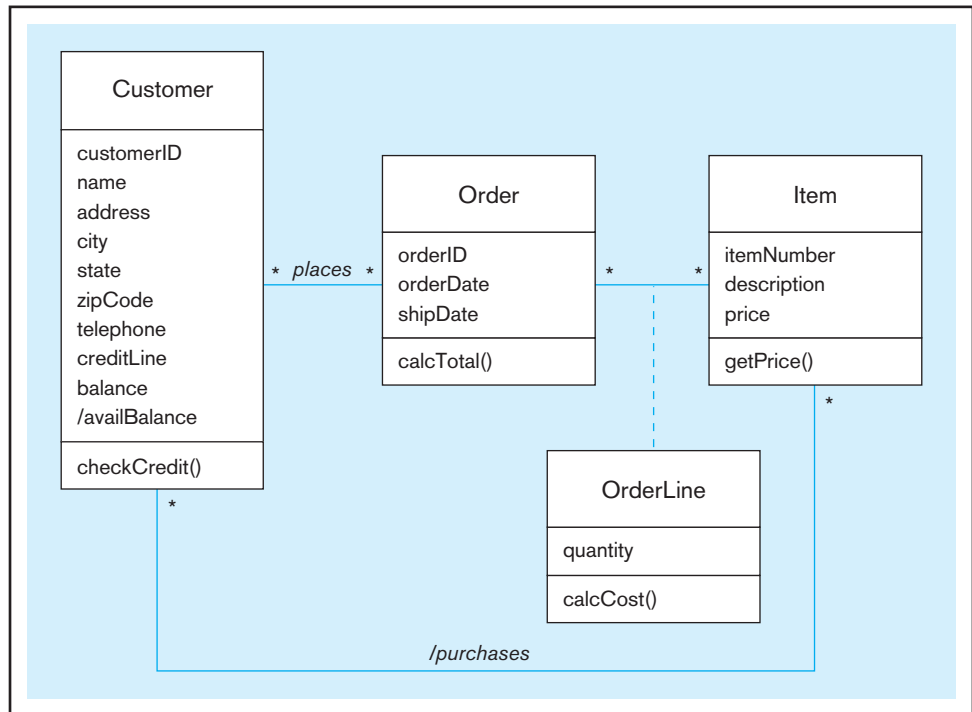 Customer
customerID
name
address
city
state
zipCode
telephone
creditLine
balance
/availBalance
checkCredit()
* places *
Order
orderID
orderDate
shipDate
calcTotal()
* *
Item
itemNumber
description
price
getPrice()
*
OrderLine
quantity
calcCost()
*
/purchases